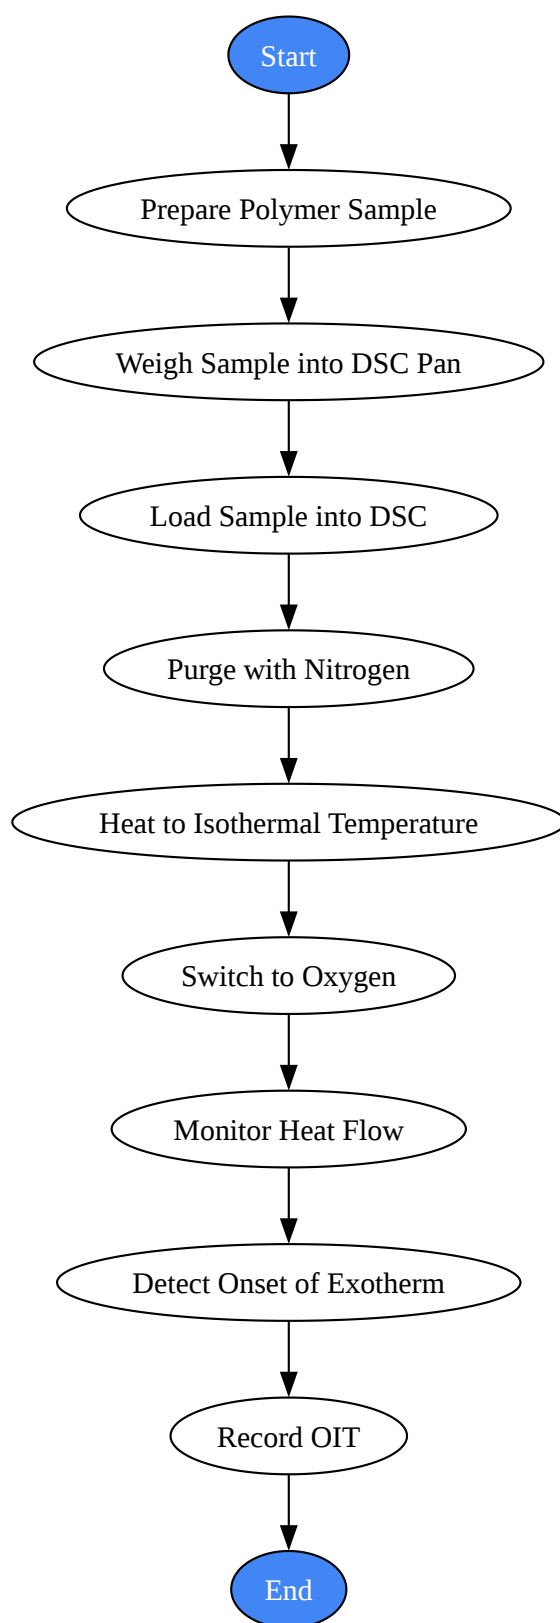 Start
Prepare Polymer Sample
Weigh Sample into DSC Pan
Load Sample into DSC
Purge with Nitrogen
Heat to Isothermal Temperature
Switch to Oxygen
Monitor Heat Flow
Detect Onset of Exotherm
Record OIT
End